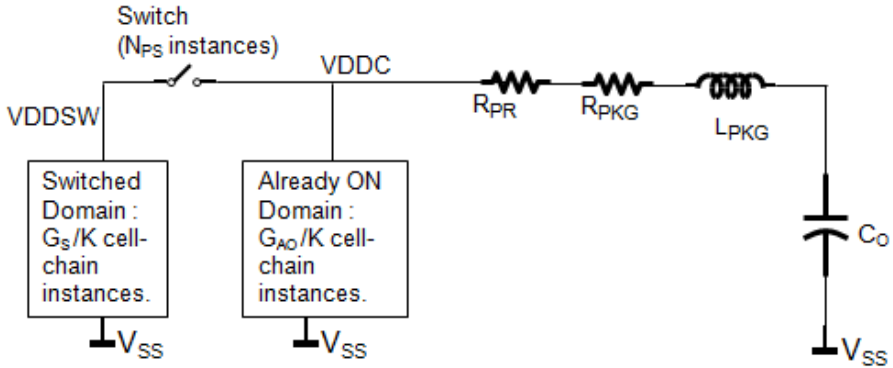 Switch
(NPS instances)
VDDC
VDDSW
RPR
RPKG
LPKG
Switched
Domain :
GS/K cell-
chain
instances.
Already ON
Domain :
GAO/K cell-
chain
instances.
CO
VSS
VSS
VSS